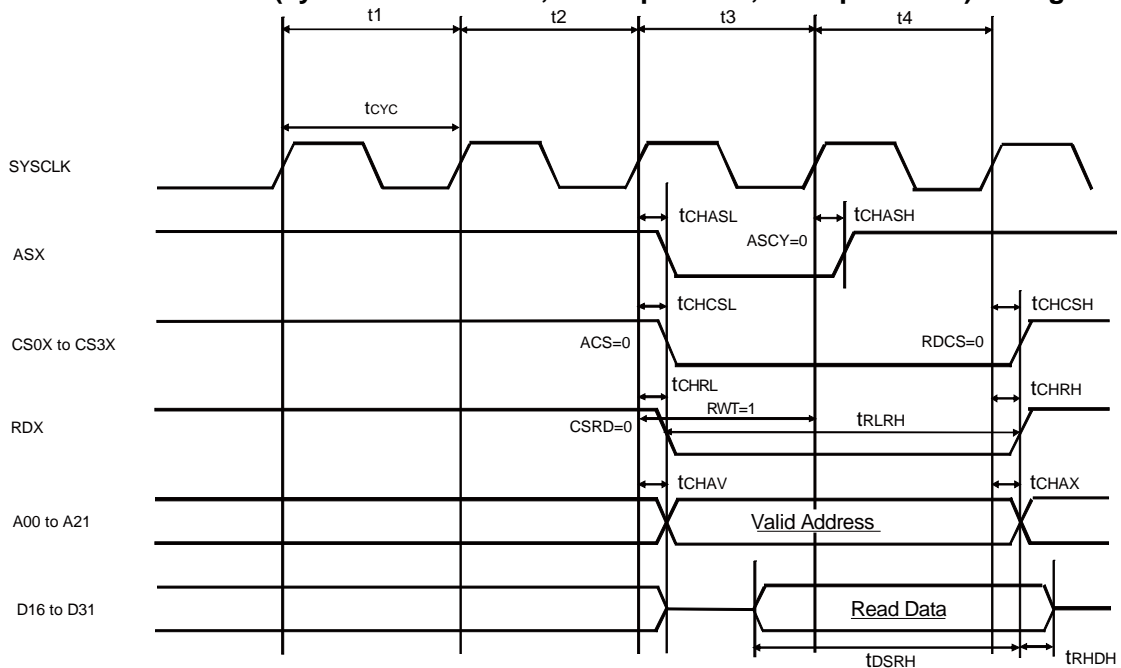 t1 t2 t3 t4
tCYC
SYSCLK
tCHASL tCHASH
ASCY=0
ASX
tCHCSL tCHCSH
ACS=0 RDCS=0
CS0X to CS3X
tCHRL tCHRH
RWT=1
CSRD=0 tRLRH
RDX
tCHAV tCHAX
A00 to A21 Valid Address
D16 to D31 Read Data
tDSRH tRHDH